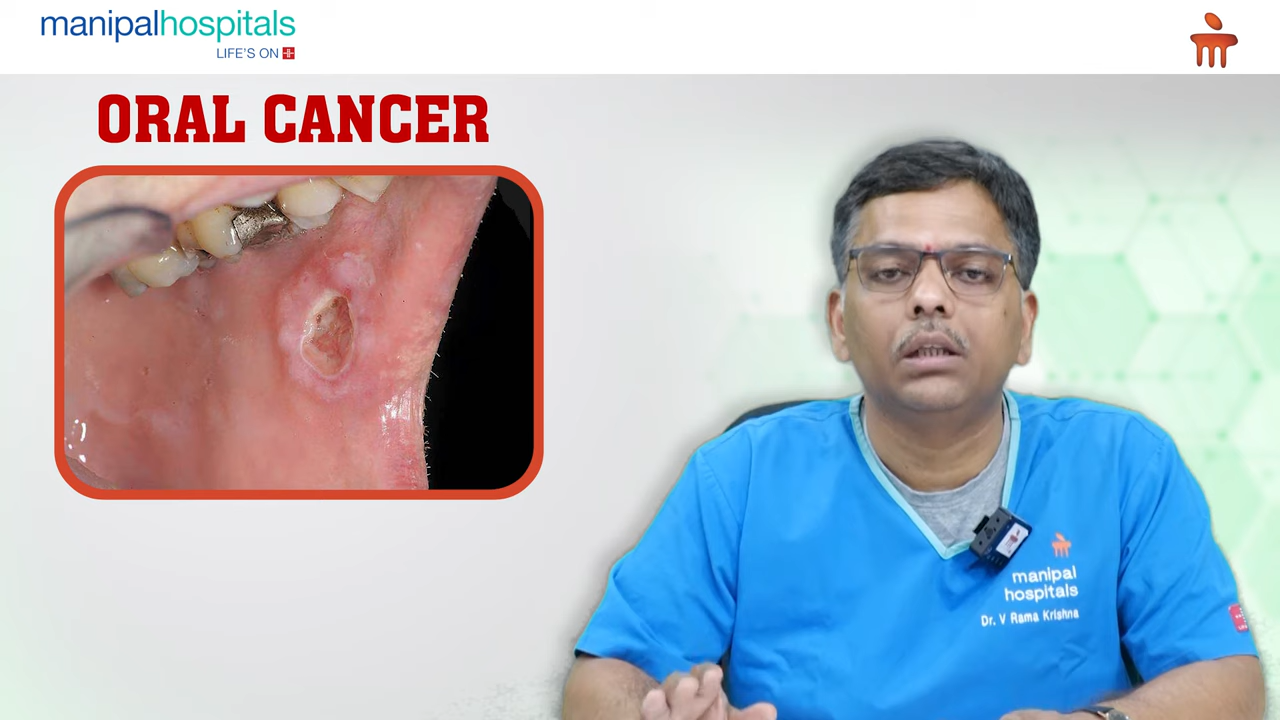 manipalhospitals
LIFE'S ON
ORAL CANCER
manipal
hospitals
Dr. V Rama Krishna